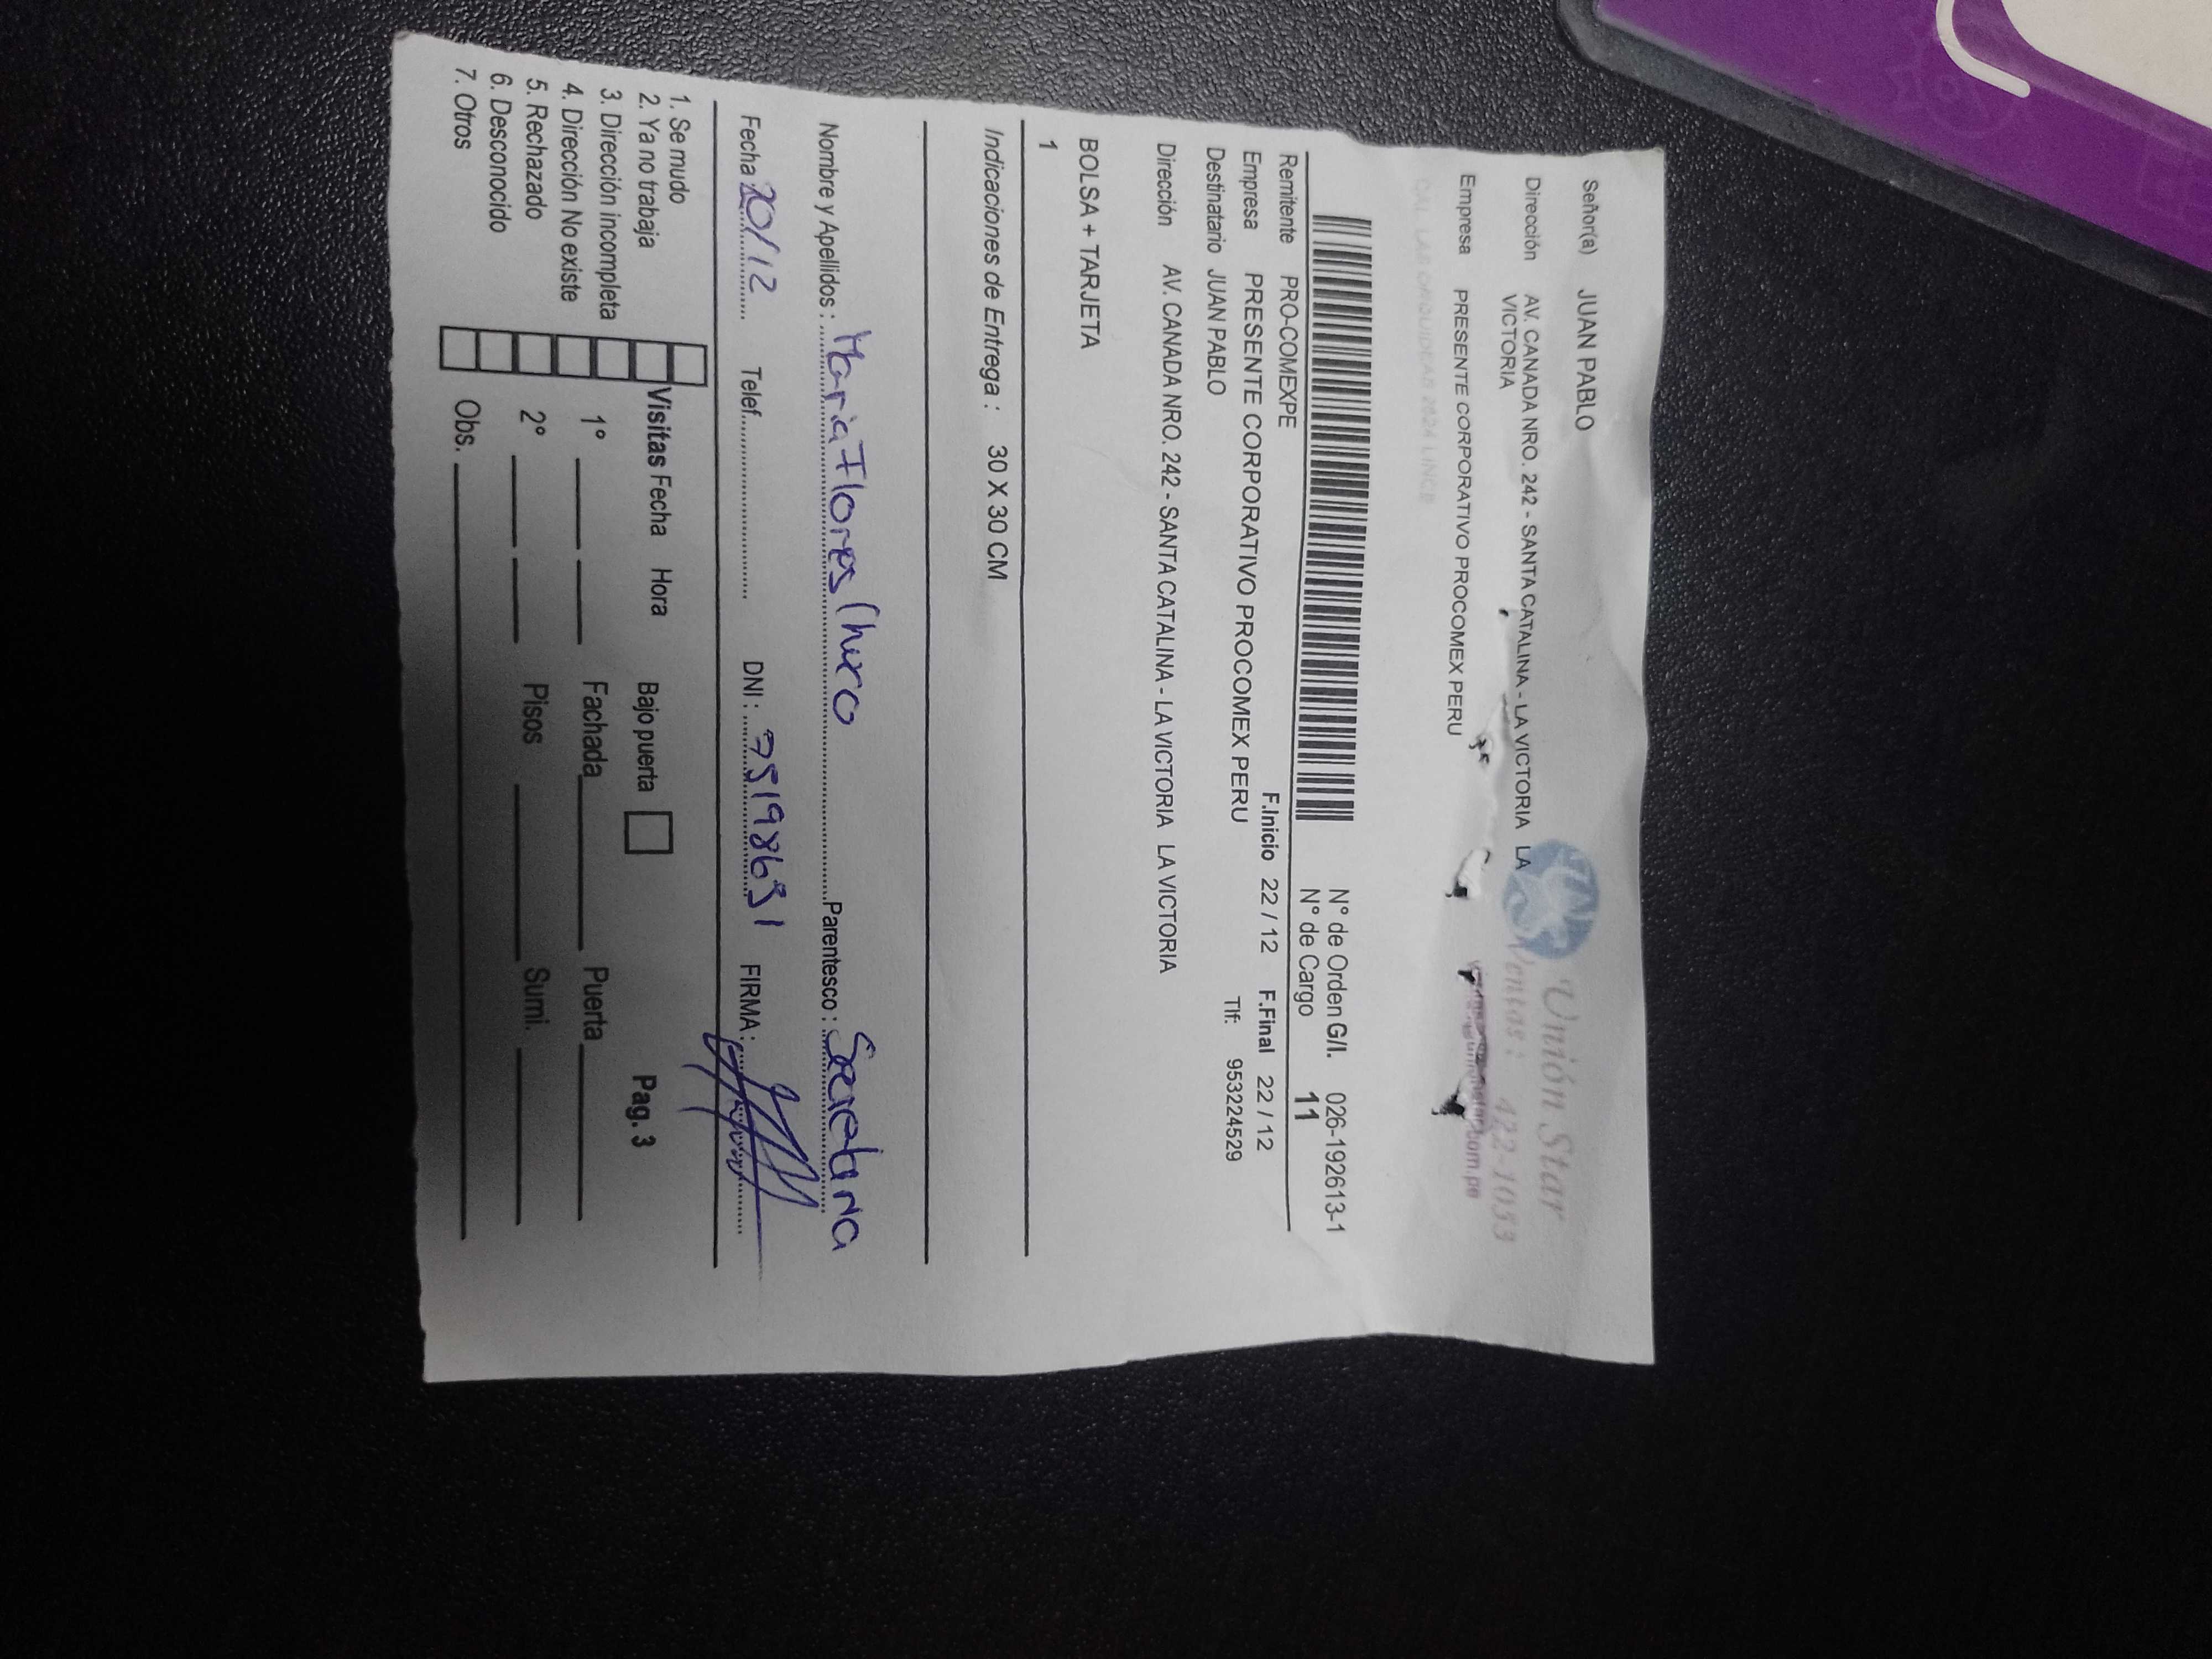 Señor(a) JUAN PABLO
Unión Star
Dirección AV. CANADA NRO. 242 - SANTA CATALINA - LA VICTORIA LA
VICTORIA
Ventas: 422-1053
Empresa PRESENTE CORPORATIVO PROCOMEX PERU
N° de Orden G/I. 026-192613-1
N° de Cargo 11
Remitente PRO-COMEXPE
F.Inicio 22 / 12 F.Final 22 / 12
Empresa PRESENTE CORPORATIVO PROCOMEX PERU
Tlf: 953224529
Destinatario JUAN PABLO
Dirección AV. CANADA NRO. 242 - SANTA CATALINA - LA VICTORIA LA VICTORIA
BOLSA + TARJETA
1
Indicaciones de Entrega : 30 X 30 CM
Nombre y Apellidos : Maria Flores Parentesco : Secretaria
Fecha 20/12 Telef. DNI : FIRMA :
1. Se mudo
2. Ya no trabaja
3. Dirección incompleta
4. Dirección No existe
5. Rechazado
6. Desconocido
7. Otros
Visitas Fecha Hora Bajo puerta Pag. 3
1° Fachada Puerta
2° Pisos Sumi.
Obs.